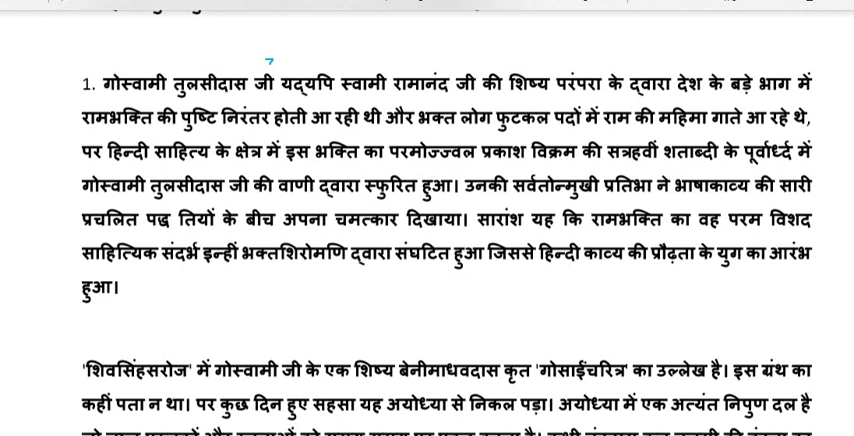 1. गोस्वामी तुलसीदास जी यद्यपि स्वामी रामानंद जी की शिष्य परंपरा के द्वारा देश के बड़े भाग में
रामभक्ति की पुष्टि निरंतर होती आ रही थी और भक्त लोग फुटकल पदों में राम की महिमा गाते आ रहे थे,
पर हिन्दी साहित्य के क्षेत्र में इस भक्ति का परमोज्ज्वल प्रकाश विक्रम की सत्रहवीं शताब्दी के पूर्वार्ध्द में
गोस्वामी तुलसीदास जी की वाणी द्वारा स्फुरित हुआ। उनकी सर्वतोन्मुखी प्रतिभा ने भाषाकाव्य की सारी
प्रचलित पद्ध तियों के बीच अपना चमत्कार दिखाया। सारांश यह कि रामभक्ति का वह परम विशद
साहित्यिक संदर्भ इन्हीं भक्तशिरोमणि द्वारा संघटित हुआ जिससे हिन्दी काव्य की प्रौढ़ता के युग का आरंभ
हुआ।
'शिवसिंहसरोज' में गोस्वामी जी के एक शिष्य बेनीमाधवदास कृत 'गोसाईंचरित्र' का उल्लेख है। इस ग्रंथ का
कहीं पता न था। पर कुछ दिन हुए सहसा यह अयोध्या से निकल पड़ा। अयोध्या में एक अत्यंत निपुण दल है